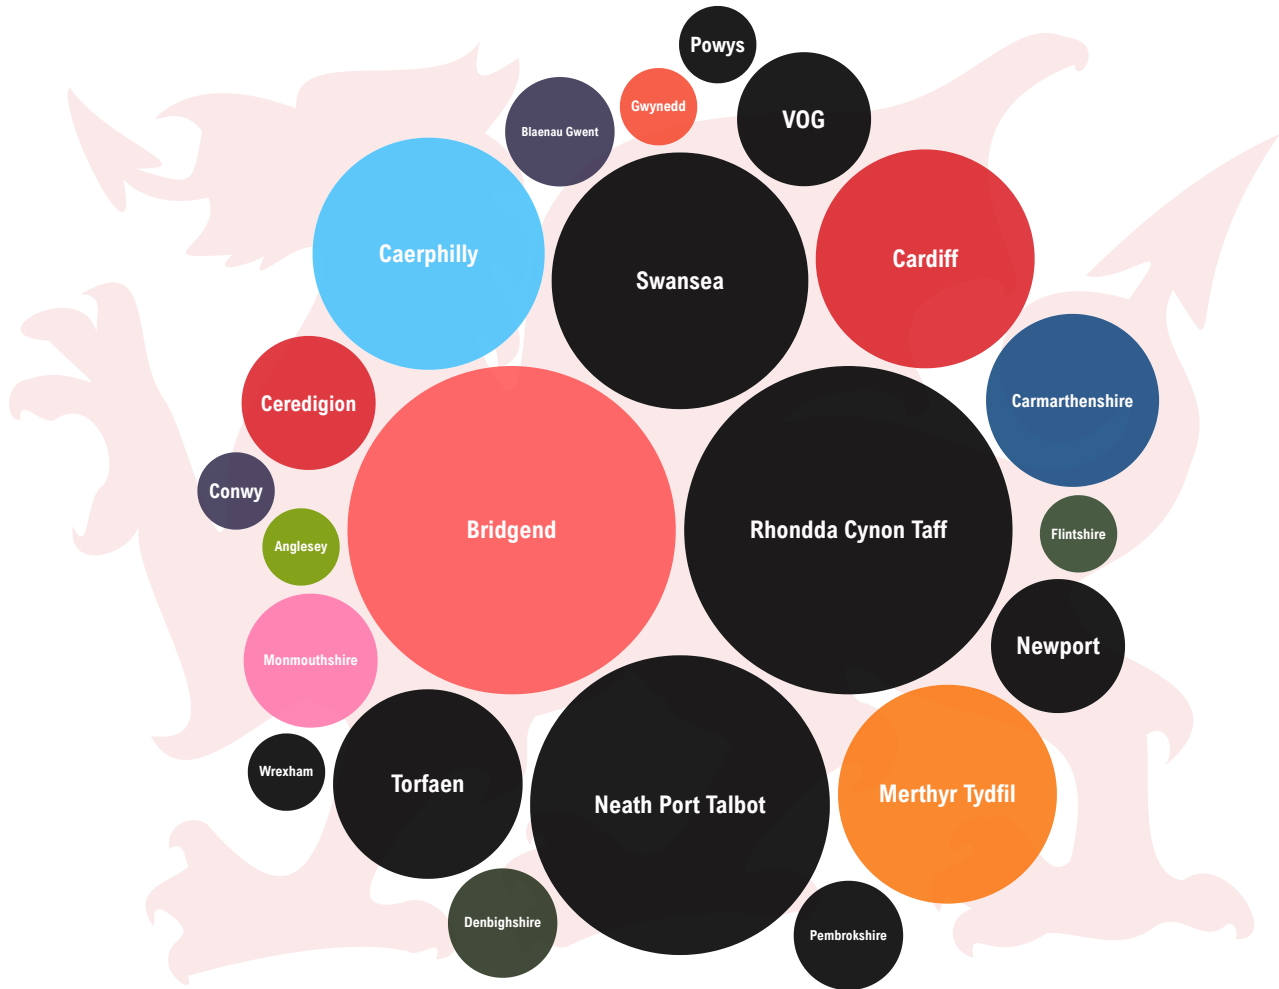 Powys
Gwynedd
VOG
Blaenau Gwent
Caerphilly
Swansea
Cardiff
Ceredigion
Carmarthenshire
Conwy
Bridgend
Rhondda Cynon Taff
Flintshire
Anglesey
Newport
Monmouthshire
Wrexham
Torfaen
Neath Port Talbot
Merthyr Tydfil
Denbighshire
Pembrokshire